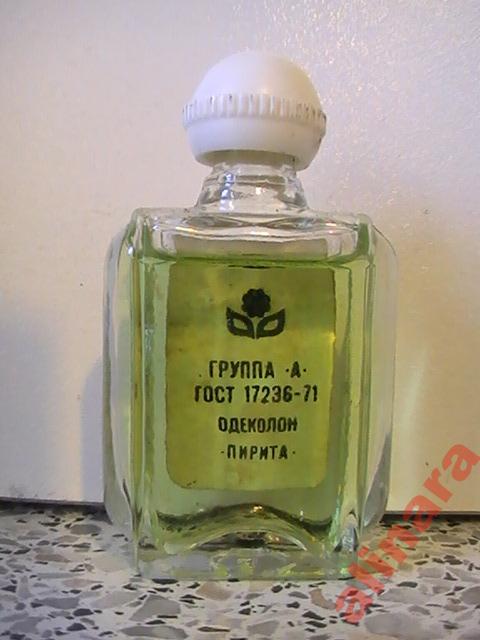 ГРУППА ·А·
ГОСТ 17236-71
ОДЕКОЛОН
·ПИРИТА·
alinara